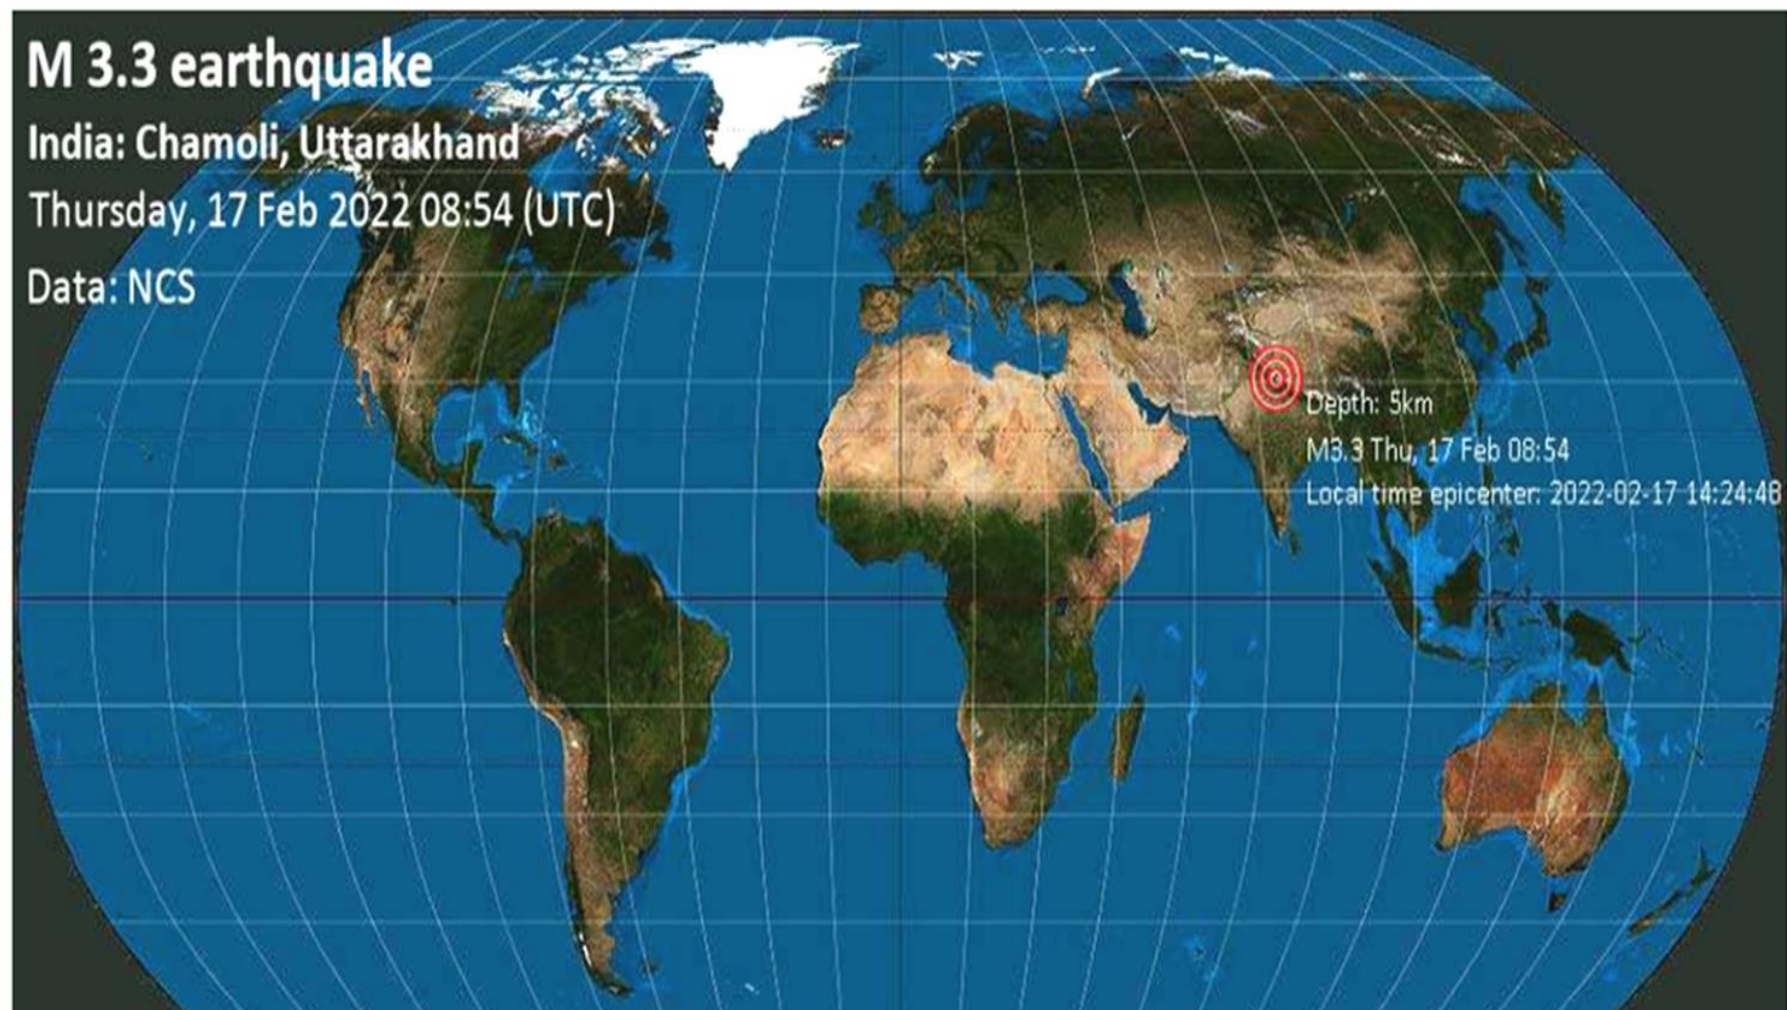 M 3.3 earthquake
India: Chamoli, Uttarakhand
Thursday, 17 Feb 2022 08:54 (UTC)
Data: NCS
Depth: 5km
M3.3 Thu, 17 Feb 08:54
Local time epicenter: 2022-02-17 14:24:48